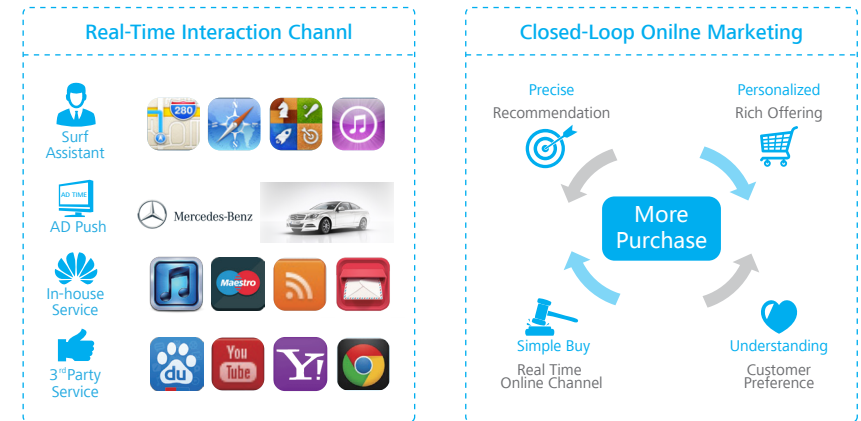 Real-Time Interaction Channl
280
Surf
Assistant
AD TIME
AD Push
Mercedes-Benz
In-house
Service
Maestro
3rdParty
Service
du
You
Tube
Y!
Closed-Loop Onilne Marketing
Precise
Recommendation
Personalized
Rich Offering
More
Purchase
Simple Buy
Real Time
Online Channel
Understanding
Customer
Preference